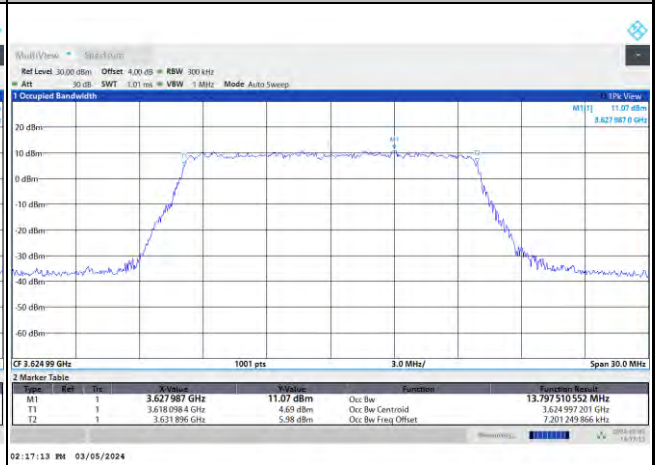 MultiView Spectrum
Ref Level 30.00 dBm Offset 4.00 dB RBW 300 kHz
Att 30 dB SWT 1.01 ms VBW 1 MHz Mode Auto Sweep
1 Occupied Bandwidth 1Pk View
M1[1] 11.07 dBm
3.627 987 0 GHz
20 dBm
M1
10 dBm
T1 T2
0 dBm
-10 dBm
-20 dBm
-30 dBm
-40 dBm
-50 dBm
-60 dBm
CF 3.624 99 GHz 1001 pts 3.0 MHz/ Span 30.0 MHz
2 Marker Table
Type Ref Trc X-Value Y-Value Function Function Result
M1 1 3.627 987 GHz 11.07 dBm Occ Bw 13.797 510 552 MHz
T1 1 3.618 098 4 GHz 4.69 dBm Occ Bw Centroid 3.624 997 201 GHz
T2 1 3.631 896 GHz 5.98 dBm Occ Bw Freq Offset 7.201 249 866 kHz
Measuring...
02:17:13 PM 03/05/2024